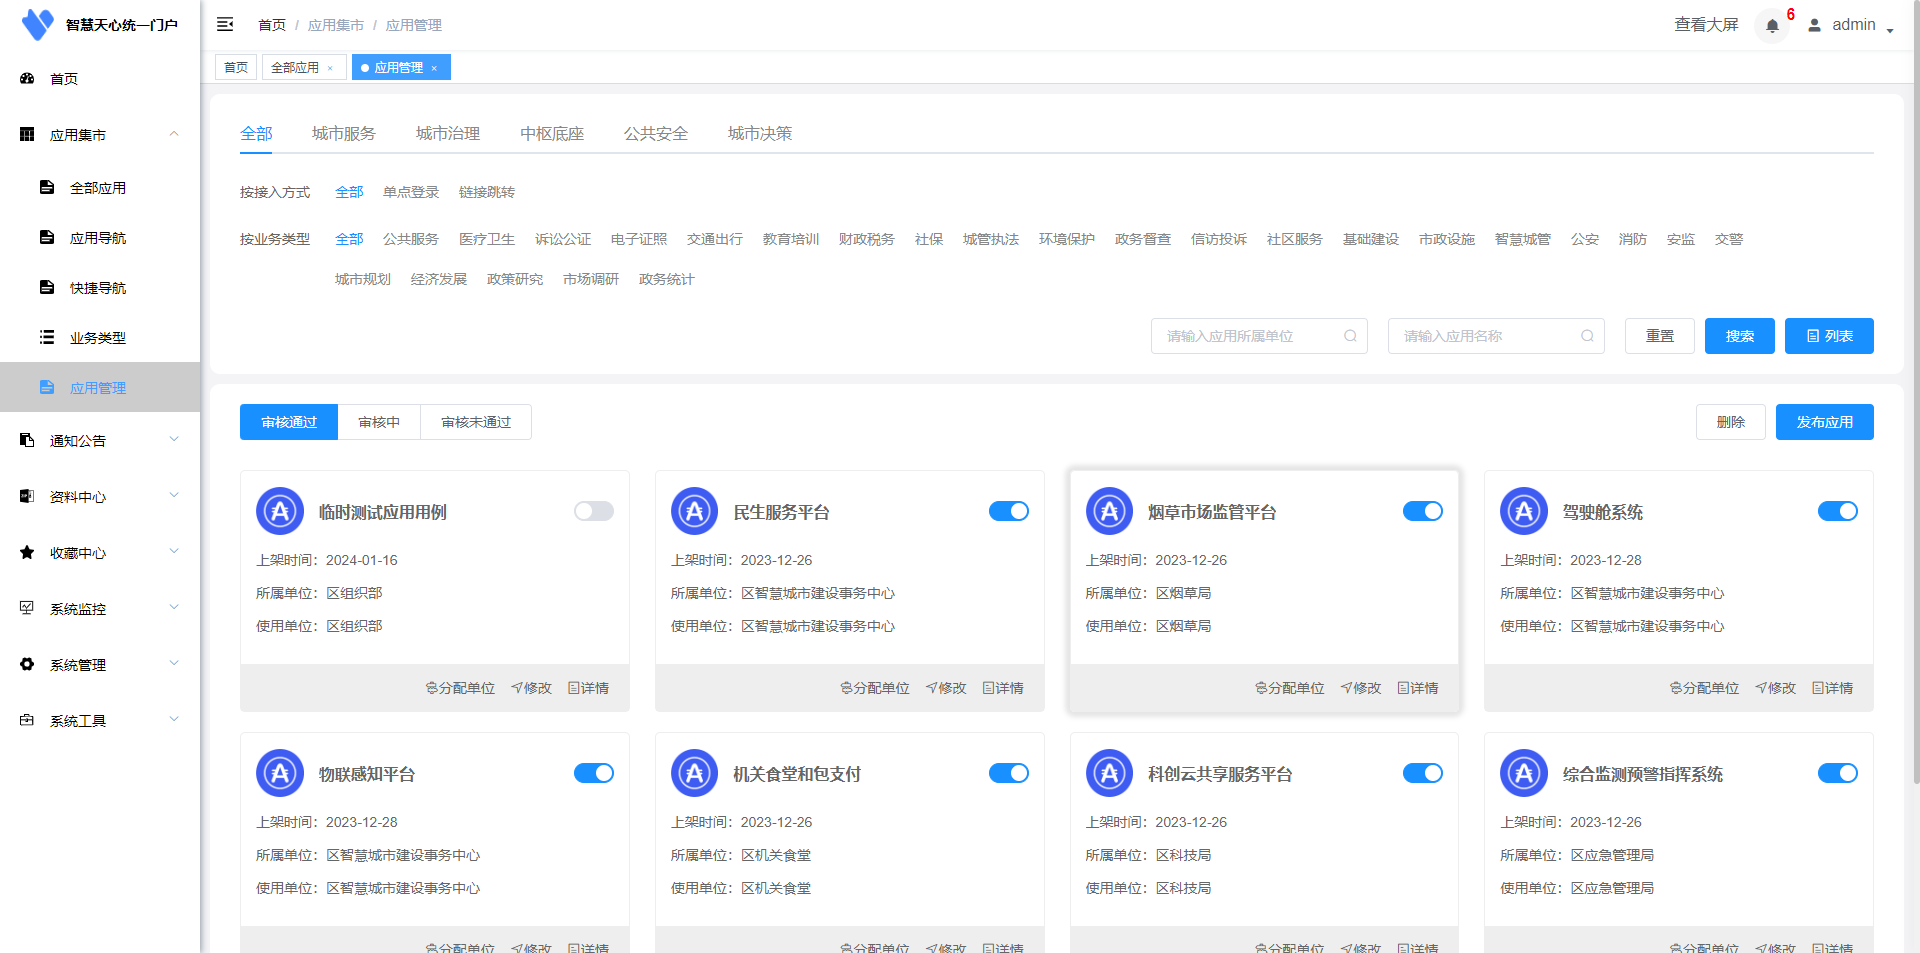 智慧天心统一门户
首页 / 应用集市 / 应用管理
查看大屏
6
admin
首页
全部应用 ×
应用管理 ×
首页
应用集市
全部应用
应用导航
快捷导航
业务类型
应用管理
通知公告
资料中心
收藏中心
系统监控
系统管理
系统工具
全部 城市服务 城市治理 中枢底座 公共安全 城市决策
按接入方式 全部 单点登录 链接跳转
按业务类型 全部 公共服务 医疗卫生 诉讼公证 电子证照 交通出行 教育培训 财政税务 社保 城管执法 环境保护 政务督查 信访投诉 社区服务 基础建设 市政设施 智慧城管 公安 消防 安监 交警
城市规划 经济发展 政策研究 市场调研 政务统计
请输入应用所属单位 请输入应用名称 重置 搜索 列表
审核通过 审核中 审核未通过 删除 发布应用
临时测试应用用例
上架时间：2024-01-16
所属单位：区组织部
使用单位：区组织部
分配单位 修改 详情
民生服务平台
上架时间：2023-12-26
所属单位：区智慧城市建设事务中心
使用单位：区智慧城市建设事务中心
分配单位 修改 详情
烟草市场监管平台
上架时间：2023-12-26
所属单位：区烟草局
使用单位：区烟草局
分配单位 修改 详情
驾驶舱系统
上架时间：2023-12-28
所属单位：区智慧城市建设事务中心
使用单位：区智慧城市建设事务中心
分配单位 修改 详情
物联感知平台
上架时间：2023-12-28
所属单位：区智慧城市建设事务中心
使用单位：区智慧城市建设事务中心
分配单位 修改 详情
机关食堂和包支付
上架时间：2023-12-26
所属单位：区机关食堂
使用单位：区机关食堂
分配单位 修改 详情
科创云共享服务平台
上架时间：2023-12-26
所属单位：区科技局
使用单位：区科技局
分配单位 修改 详情
综合监测预警指挥系统
上架时间：2023-12-26
所属单位：区应急管理局
使用单位：区应急管理局
分配单位 修改 详情